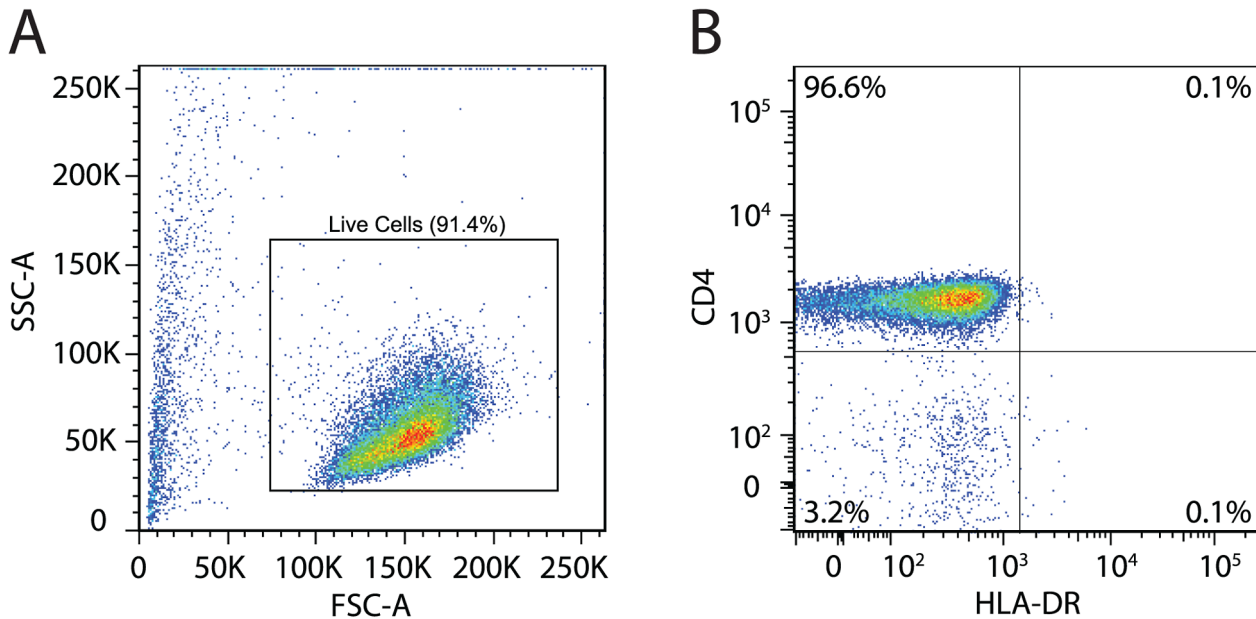 A
B
250K
200K
150K
100K
50K
0
SSC-A
Live Cells (91.4%)
0 50K 100K 150K 200K 250K
FSC-A
96.6% 0.1%
10⁵
10⁴
10³
10²
0
CD4
3.2% 0.1%
0 10² 10³ 10⁴ 10⁵
HLA-DR